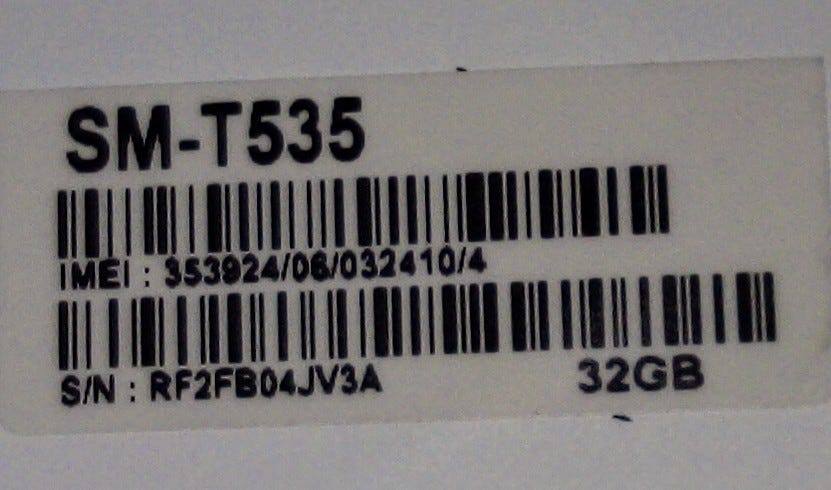 SM-T535
IMEI : 353924/06/032410/4
S/N : RF2FB04JV3A 32GB